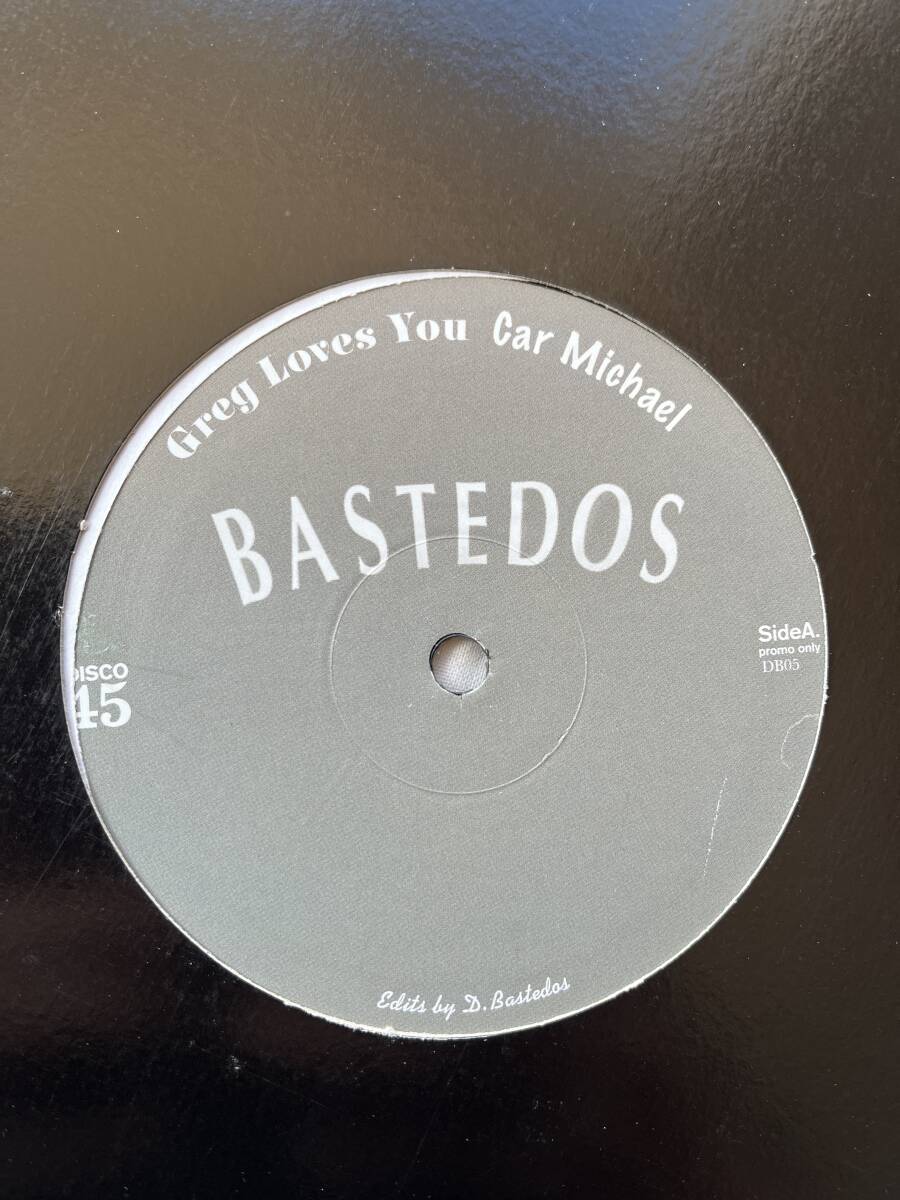 Greg Loves You Car Michael
BASTEDOS
SideA.
promo only
DB05
DISCO
45
Edits by D. Bastedos